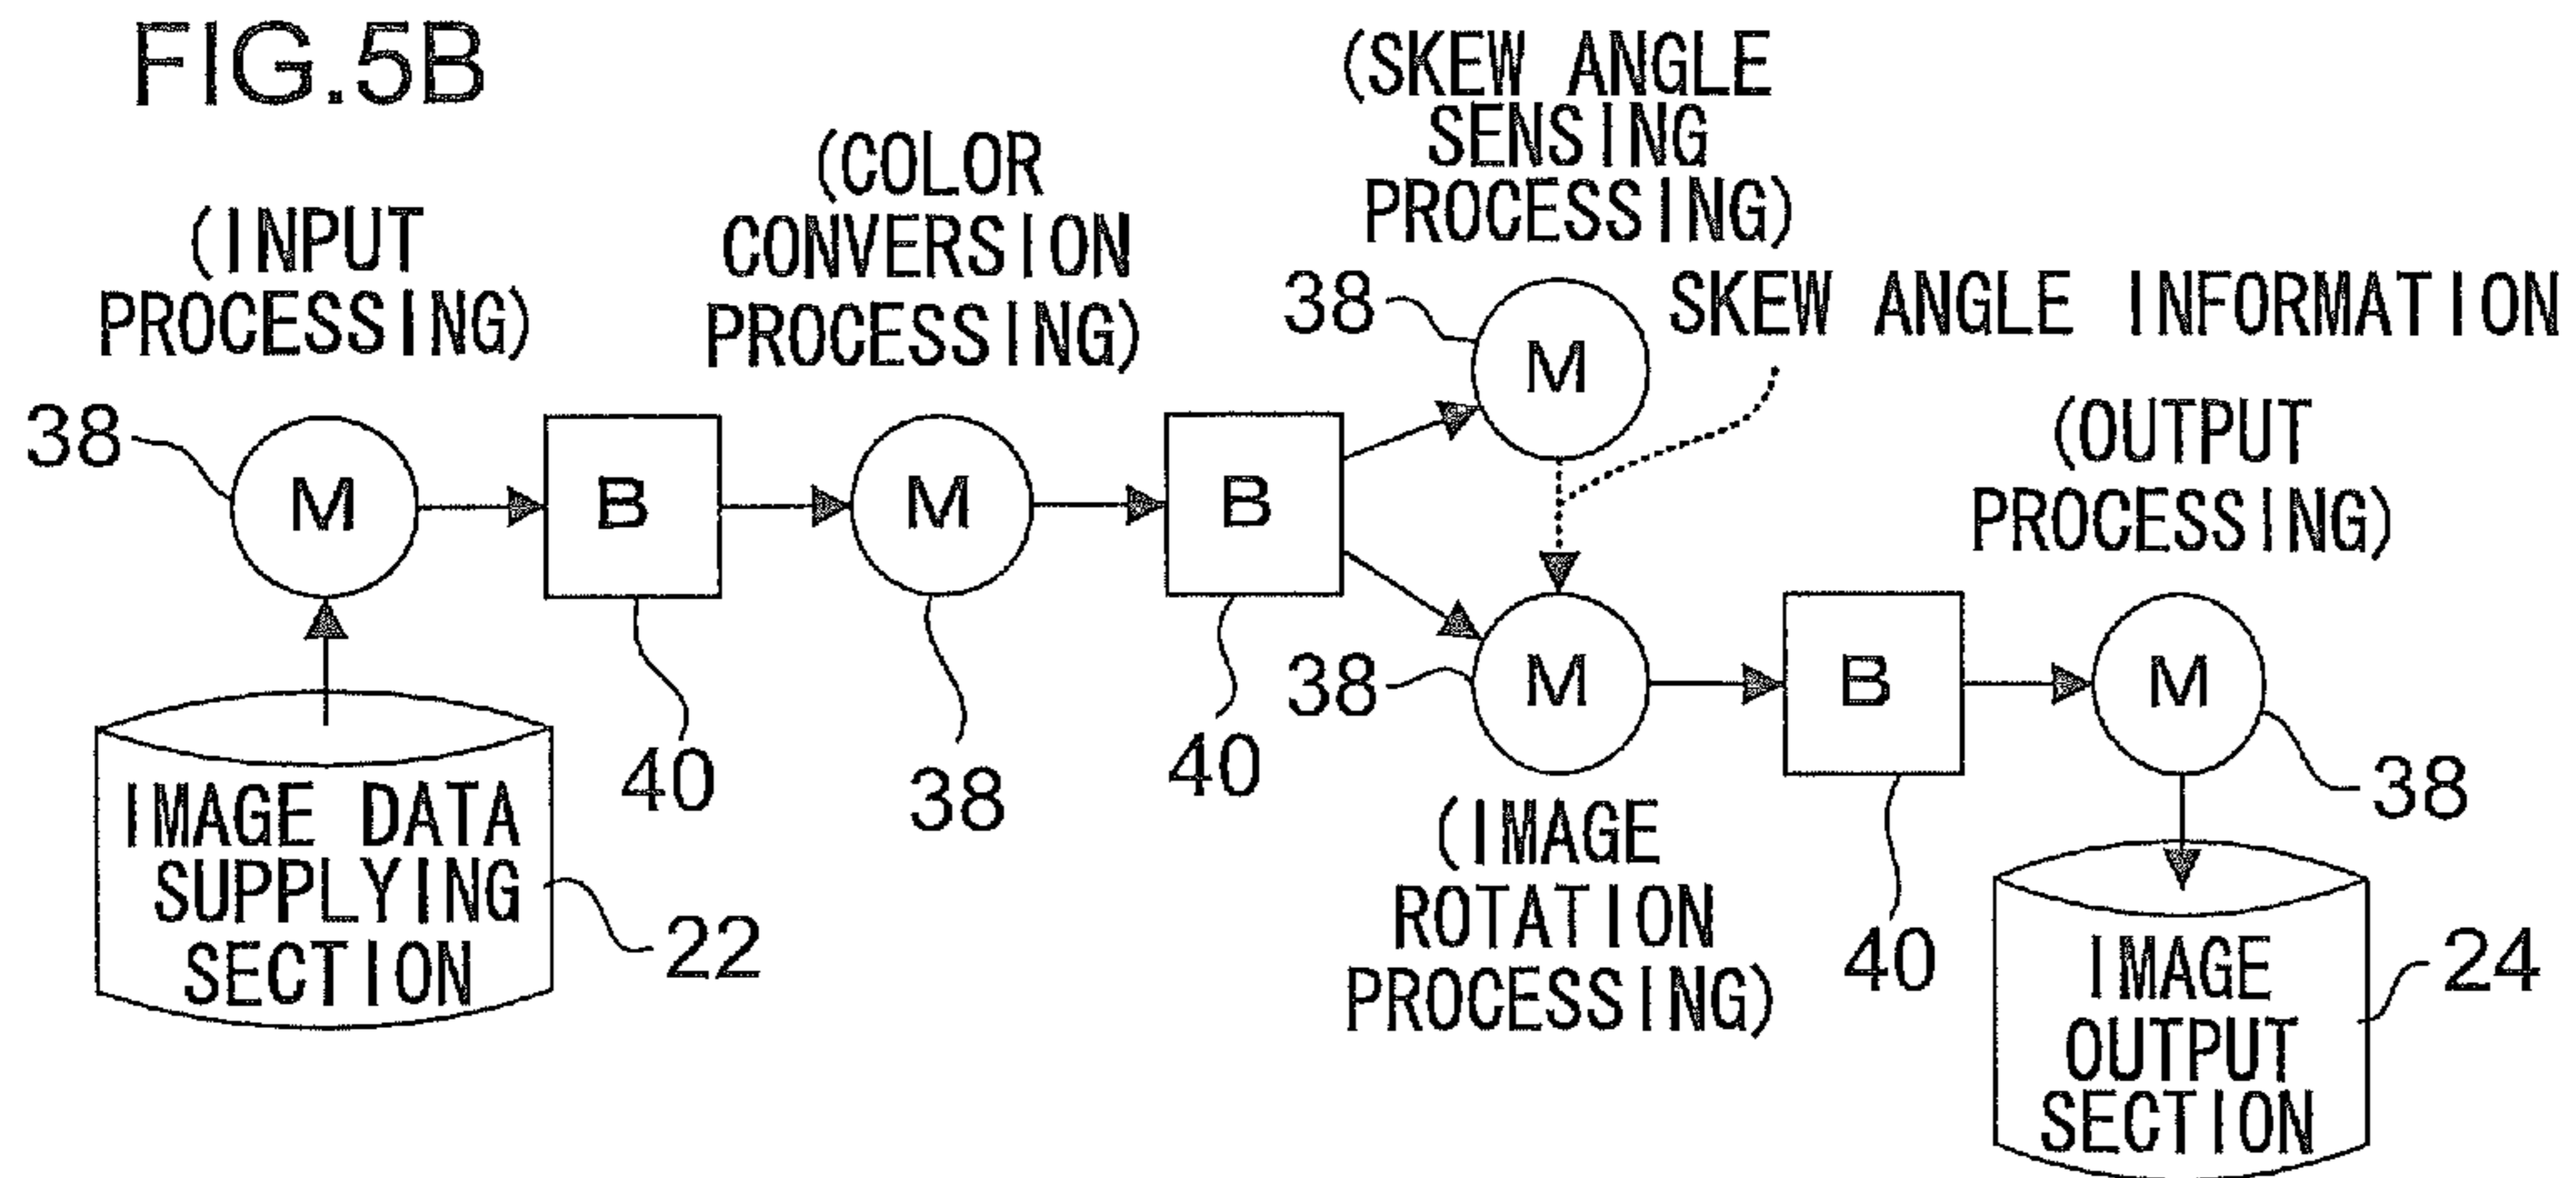 FIG.5B
(INPUT
PROCESSING)
(COLOR
CONVERSION
PROCESSING)
(SKEW ANGLE
SENSING
PROCESSING)
SKEW ANGLE INFORMATION
(OUTPUT
PROCESSING)
38
M
B
40
M
38
B
40
38
M
38
M
(IMAGE
ROTATION
PROCESSING)
B
40
M
38
IMAGE DATA
SUPPLYING
SECTION
22
IMAGE
OUTPUT
SECTION
24